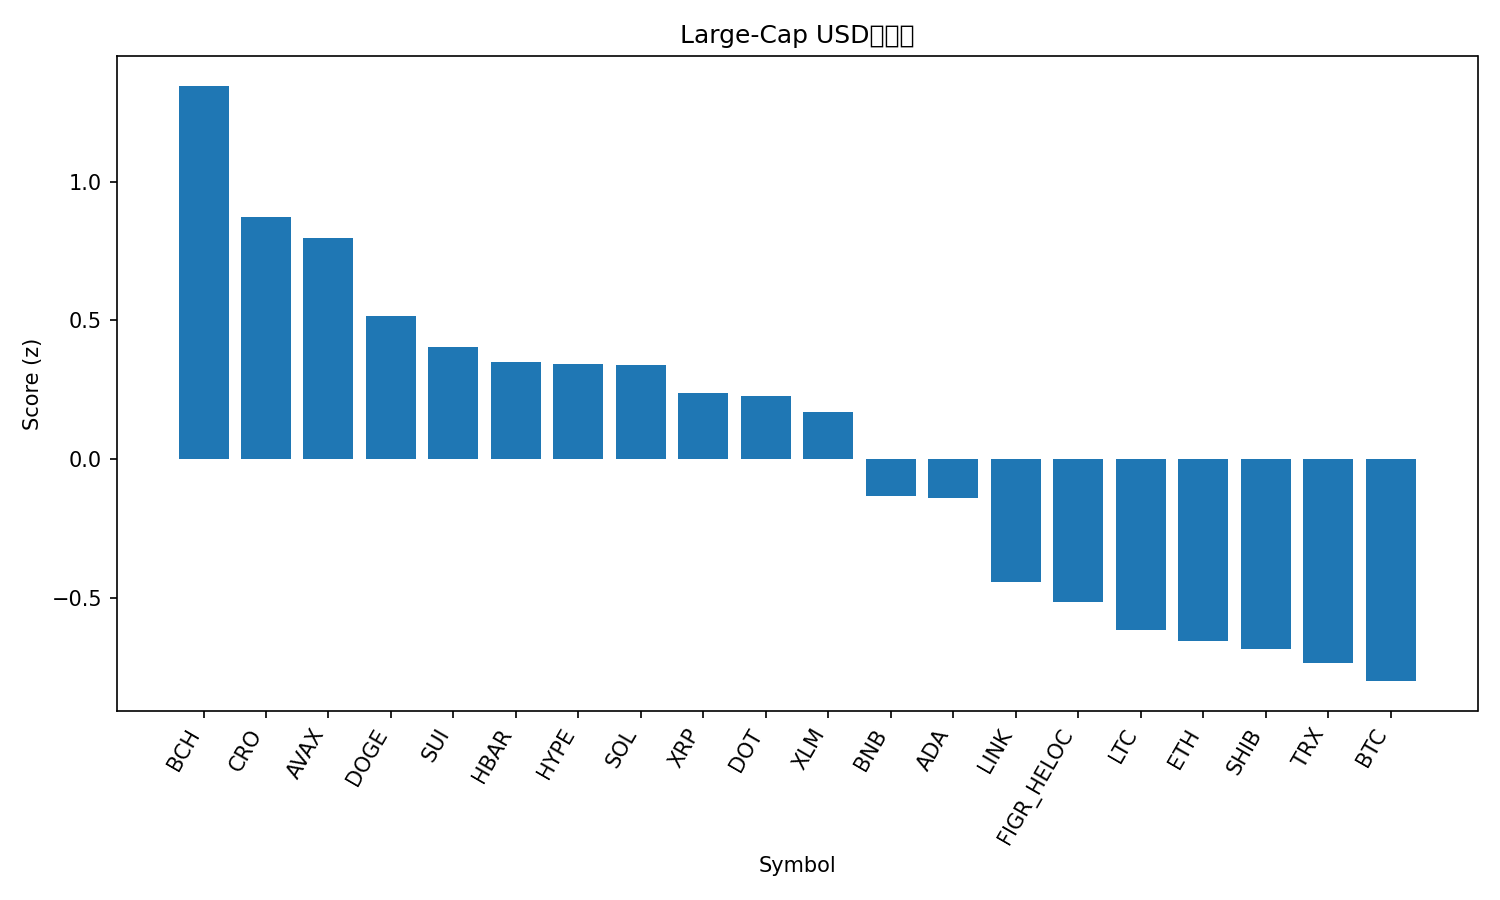 Large-Cap USD
Score (z)
1.0
0.5
0.0
−0.5
BCH
CRO
AVAX
DOGE
SUI
HBAR
HYPE
SOL
XRP
DOT
XLM
BNB
ADA
LINK
FIGR_HELOC
LTC
ETH
SHIB
TRX
BTC
Symbol